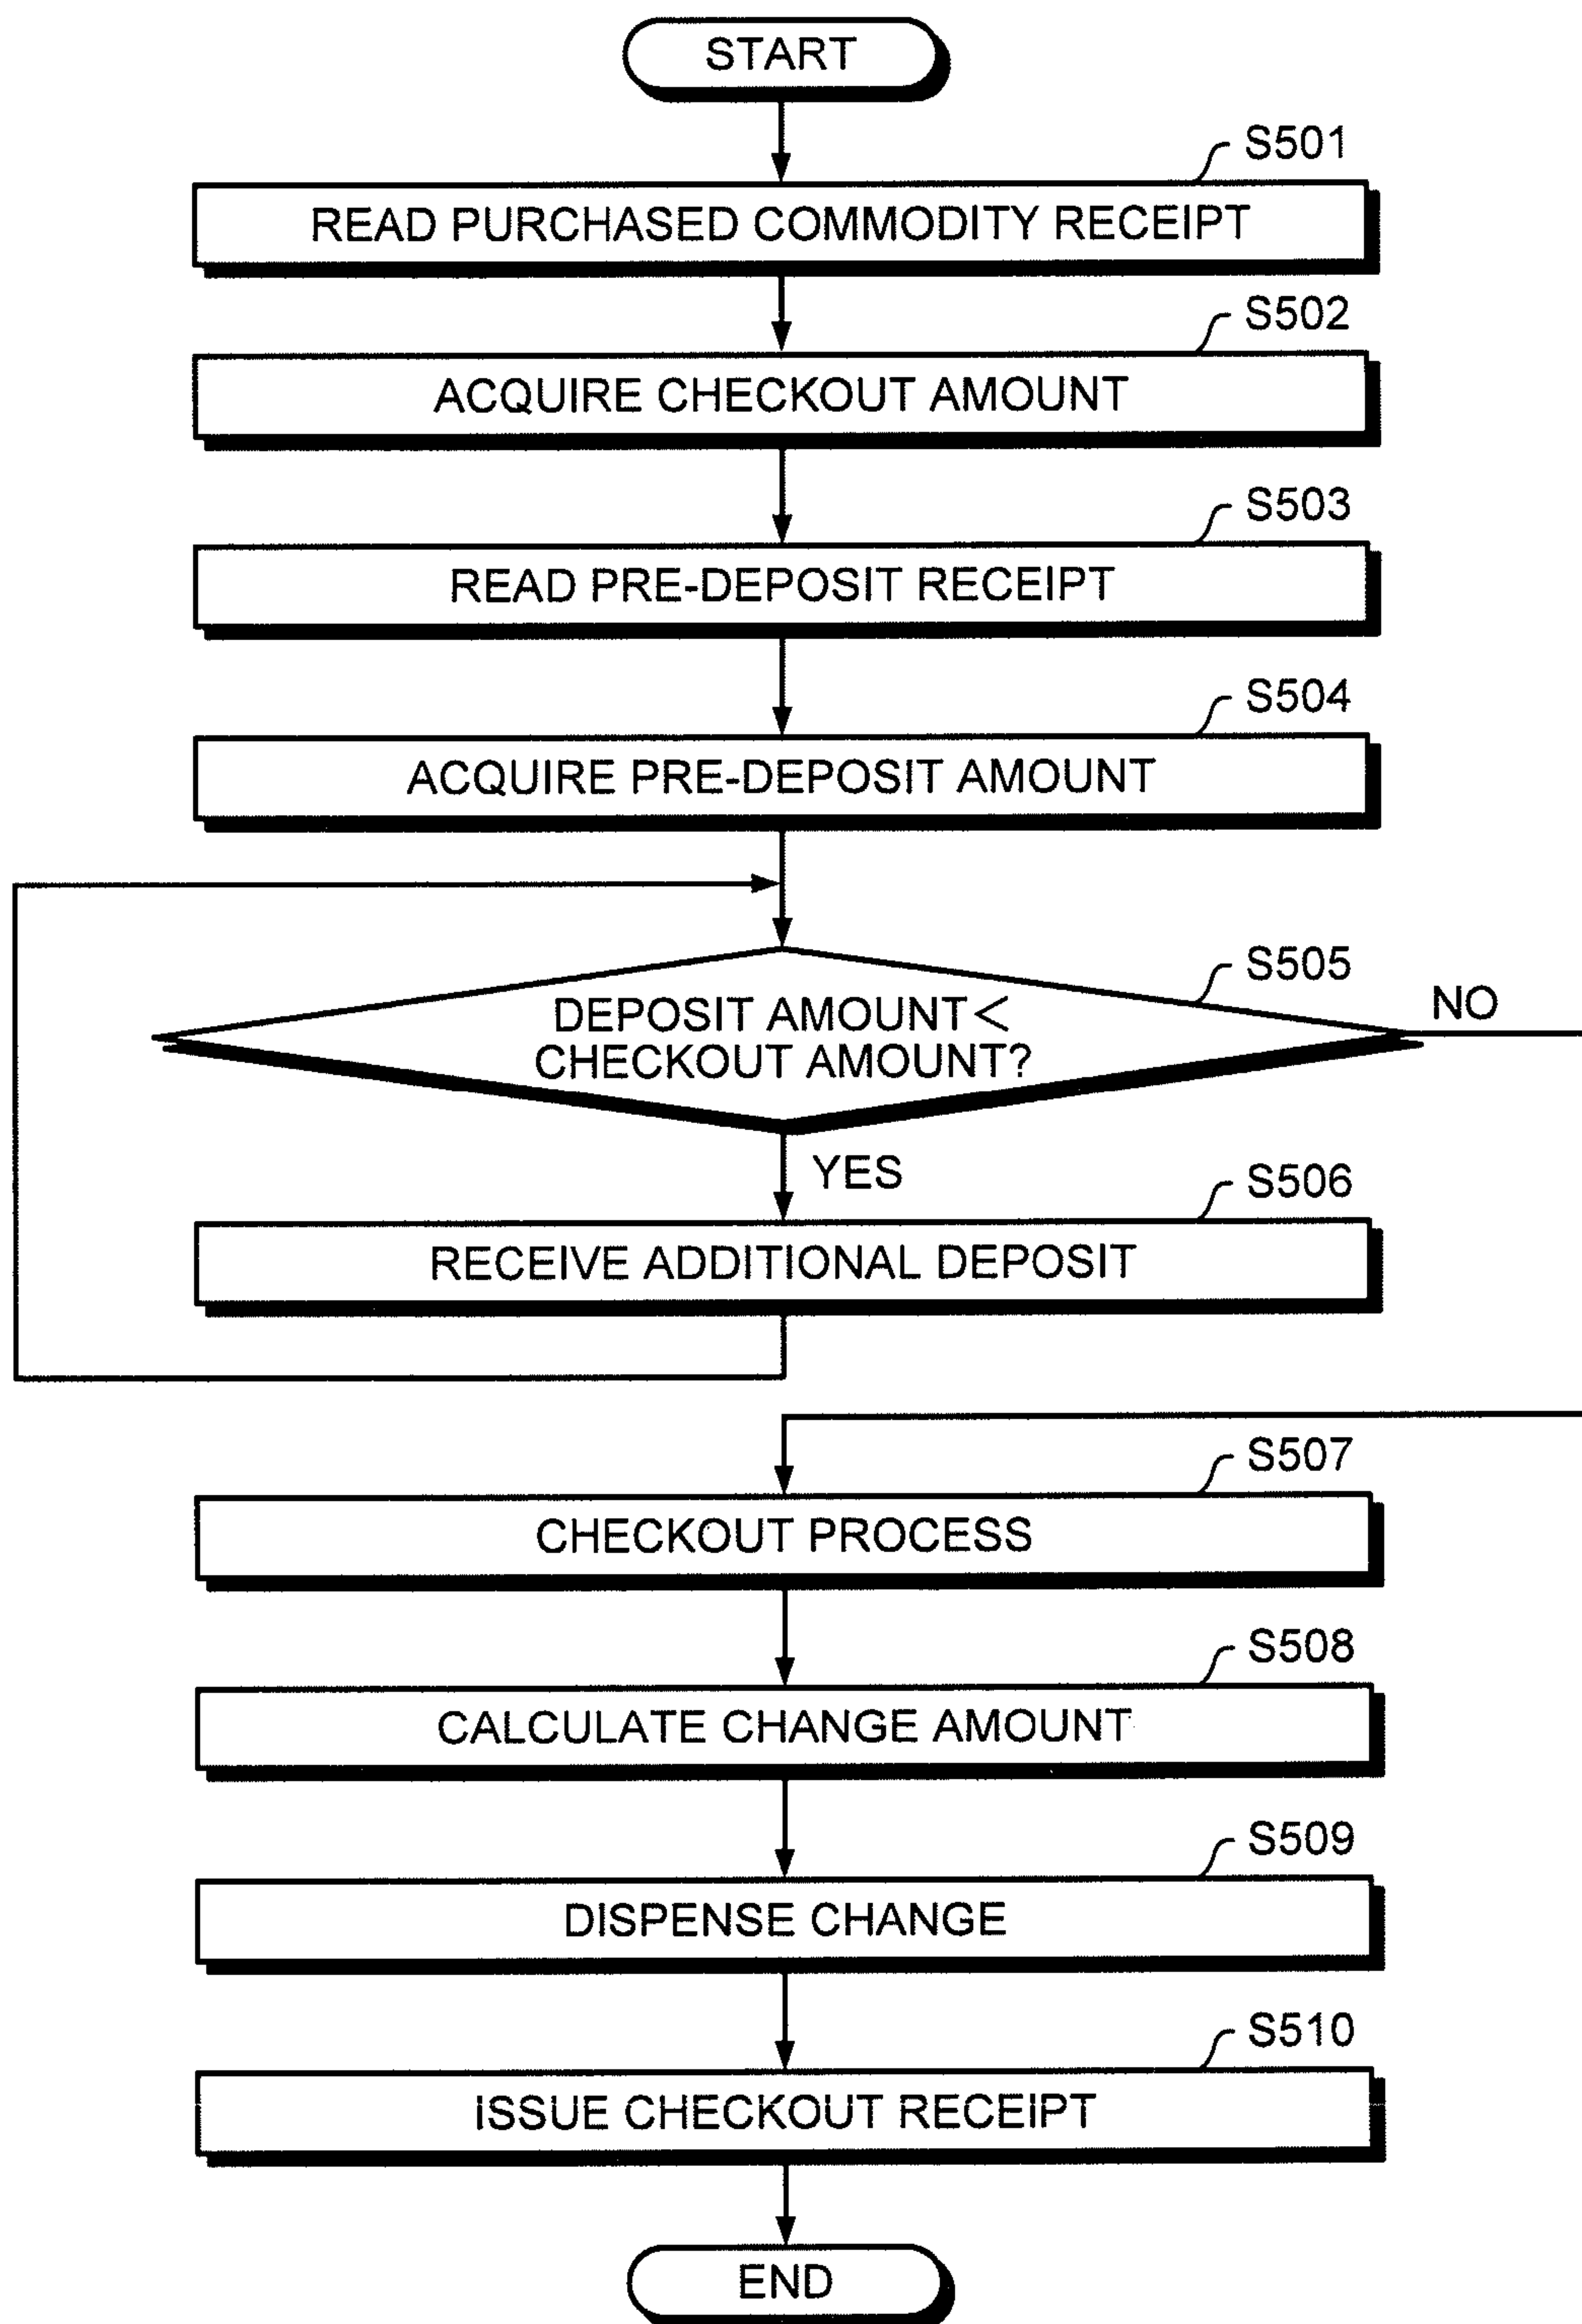 START
S501
READ PURCHASED COMMODITY RECEIPT
S502
ACQUIRE CHECKOUT AMOUNT
S503
READ PRE-DEPOSIT RECEIPT
S504
ACQUIRE PRE-DEPOSIT AMOUNT
S505
DEPOSIT AMOUNT<
CHECKOUT AMOUNT?
NO
YES
S506
RECEIVE ADDITIONAL DEPOSIT
S507
CHECKOUT PROCESS
S508
CALCULATE CHANGE AMOUNT
S509
DISPENSE CHANGE
S510
ISSUE CHECKOUT RECEIPT
END